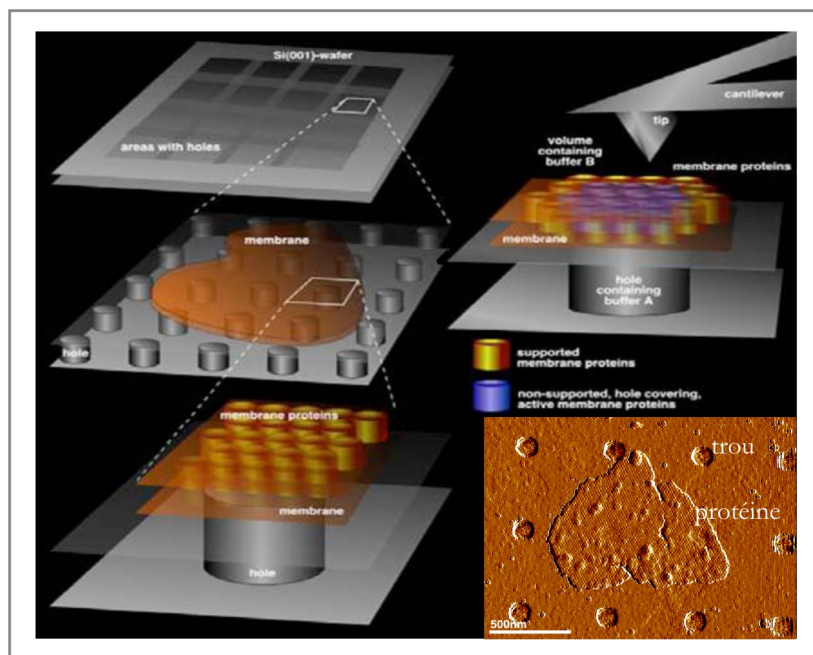 Si(001)-wafer
areas with holes
membrane
hole
membrane proteins
membrane
hole
cantilever
tip
volume
containing
buffer B
membrane proteins
membrane
hole
containing
buffer A
supported
membrane proteins
non-supported, hole covering,
active membrane proteins
trou
protéine
500nm